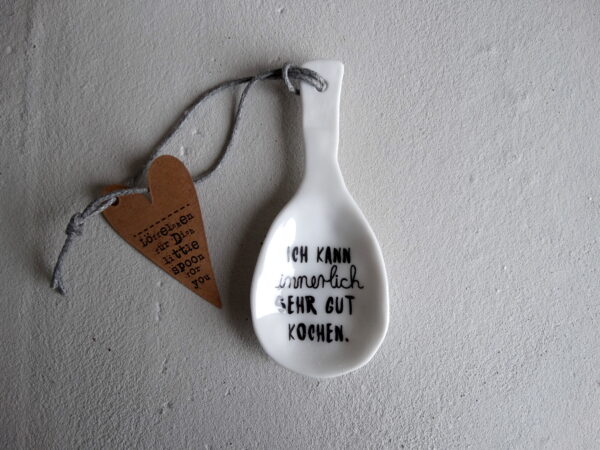 Löffelchen
für Dich
little
spoon
for
you
ICH KANN
innerlich
SEHR GUT
KOCHEN.